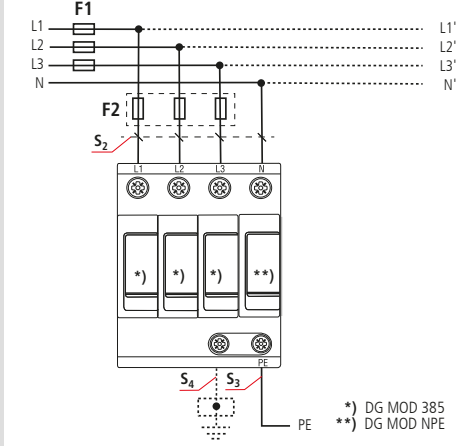 F1
L1 L1'
L2 L2'
L3 L3'
N N'
F2
S2
L1 L2 L3 N
*) *) *) **)
PE
S4 S3
PE
*) DG MOD 385
**) DG MOD NPE